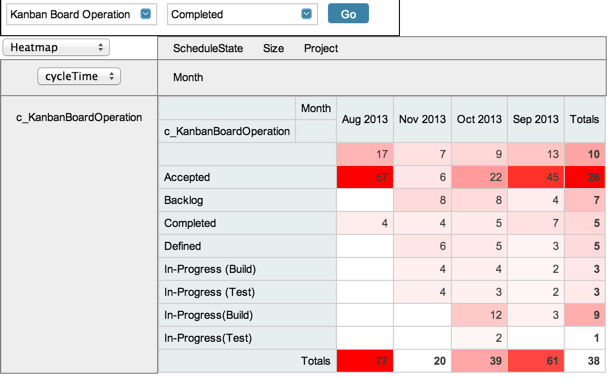 Kanban Board Operation Completed Go
Heatmap ScheduleState Size Project
cycleTime Month
c_KanbanBoardOperation
Month Aug 2013 Nov 2013 Oct 2013 Sep 2013 Totals
c_KanbanBoardOperation
17 7 9 13 10
Accepted 57 6 22 45 26
Backlog 8 8 4 7
Completed 4 4 5 7 5
Defined 6 5 3 5
In-Progress (Build) 4 4 2 3
In-Progress (Test) 4 3 2 3
In-Progress(Build) 12 3 9
In-Progress(Test) 2 1
Totals 77 20 39 61 38